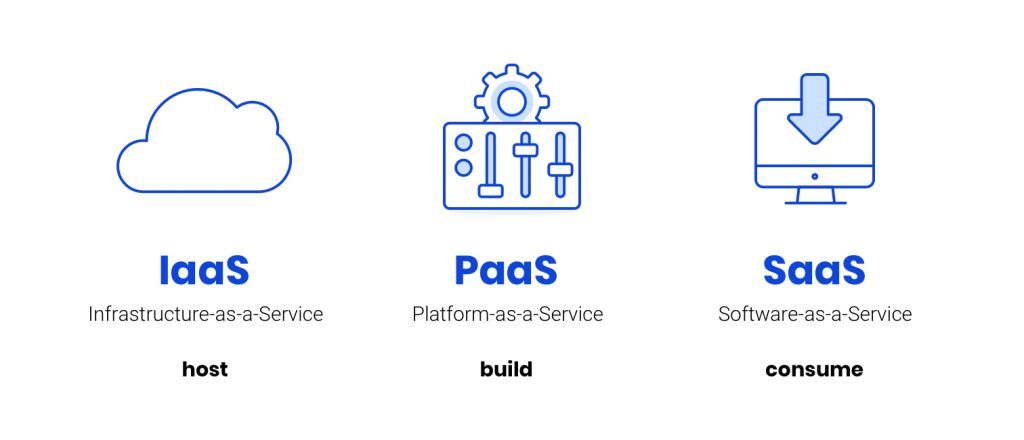 IaaS
Infrastructure-as-a-Service
host
PaaS
Platform-as-a-Service
build
SaaS
Software-as-a-Service
consume